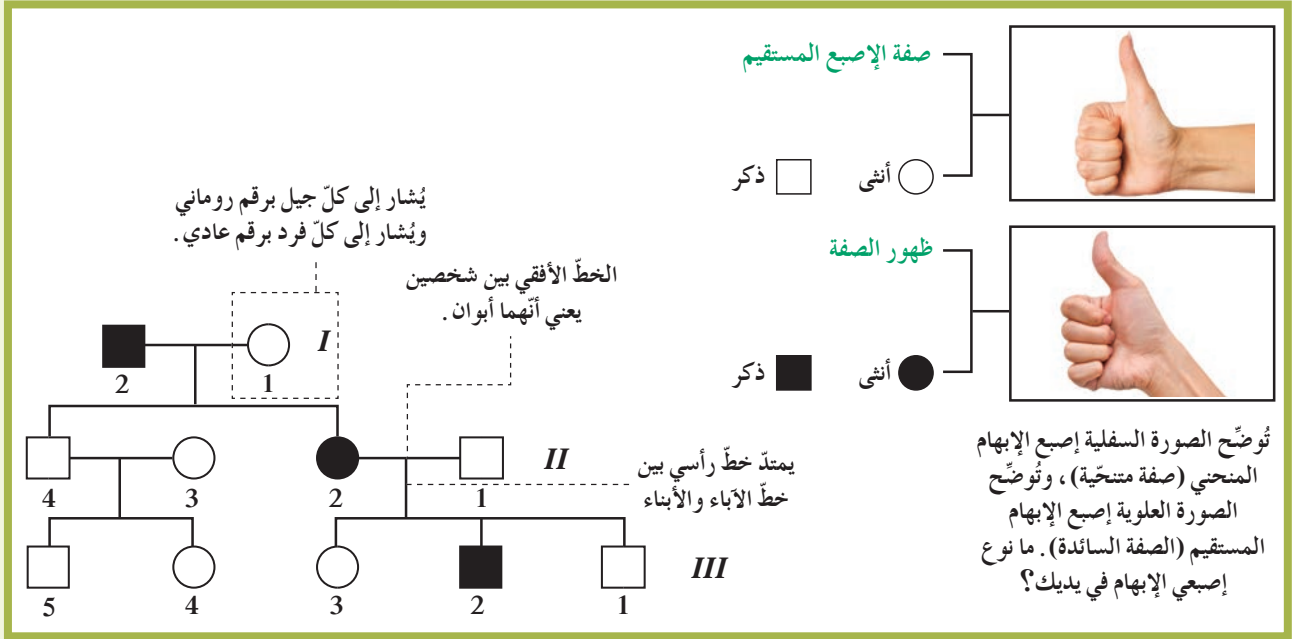 صفة الإصبع المستقيم
أنثى
ذكر
ظهور الصفة
أنثى
ذكر
تُوضِّح الصورة السفلية إصبع الإبهام
المنحني (صفة متنحّية)، وتُوضِّح
الصورة العلوية إصبع الإبهام
المستقيم (الصفة السائدة). ما نوع
إصبعي الإبهام في يديك؟
يُشار إلى كلّ جيل برقم روماني
ويُشار إلى كلّ فرد برقم عادي.
الخطّ الأفقي بين شخصين
يعني أنّهما أبوان.
I
1
2
يمتدّ خطّ رأسي بين
خطّ الآباء والأبناء
II
1
2
3
4
III
1
2
3
4
5